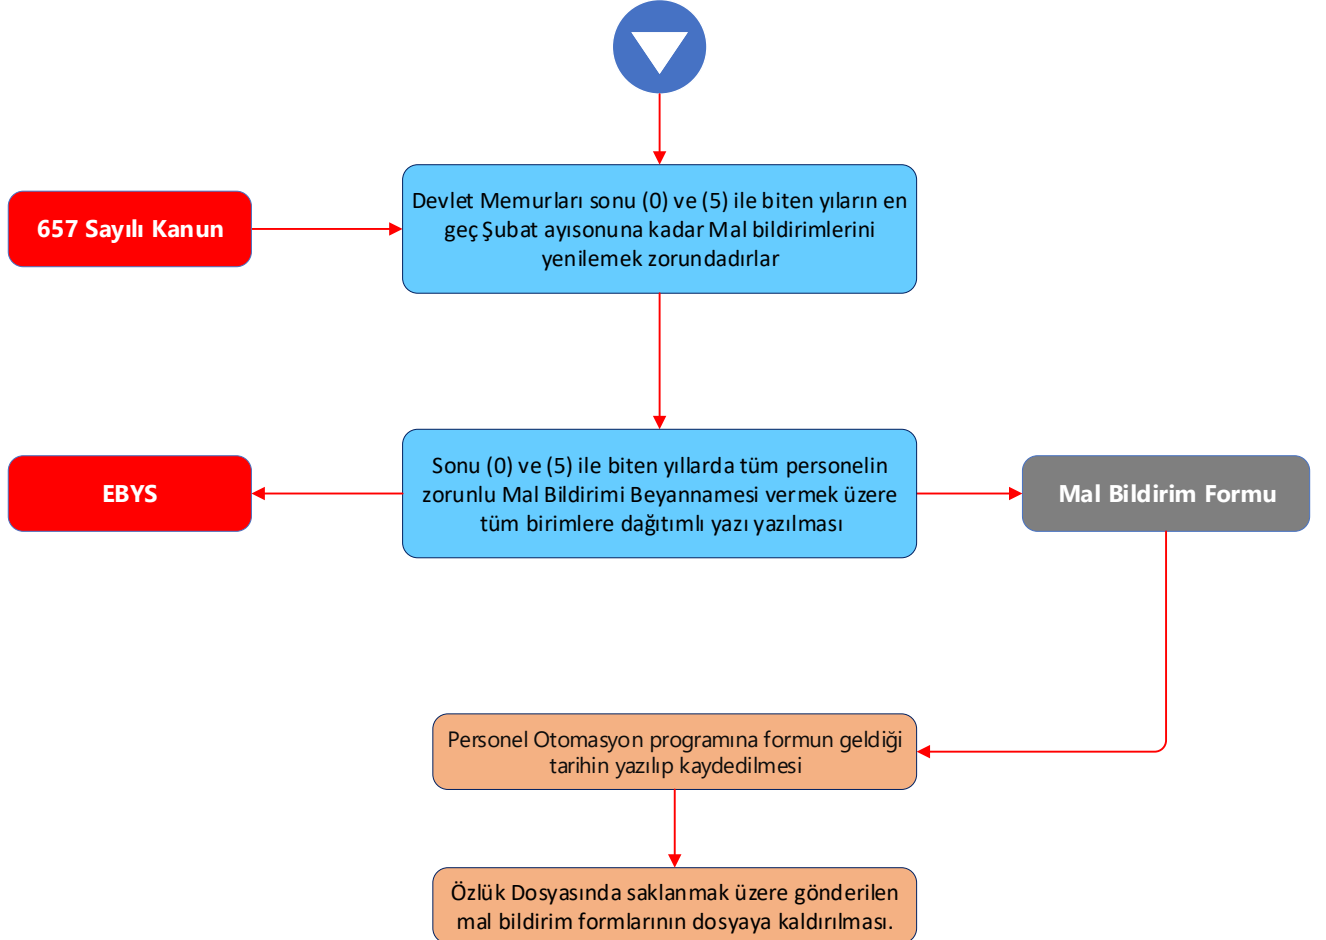 Devlet Memurları sonu (0) ve (5) ile biten yıların en
geç Şubat ayısonuna kadar Mal bildirimlerini
yenilemek zorundadırlar
657 Sayılı Kanun
Sonu (0) ve (5) ile biten yıllarda tüm personelin
zorunlu Mal Bildirimi Beyannamesi vermek üzere
tüm birimlere dağıtımlı yazı yazılması
EBYS
Mal Bildirim Formu
Personel Otomasyon programına formun geldiği
tarihin yazılıp kaydedilmesi
Özlük Dosyasında saklanmak üzere gönderilen
mal bildirim formlarının dosyaya kaldırılması.